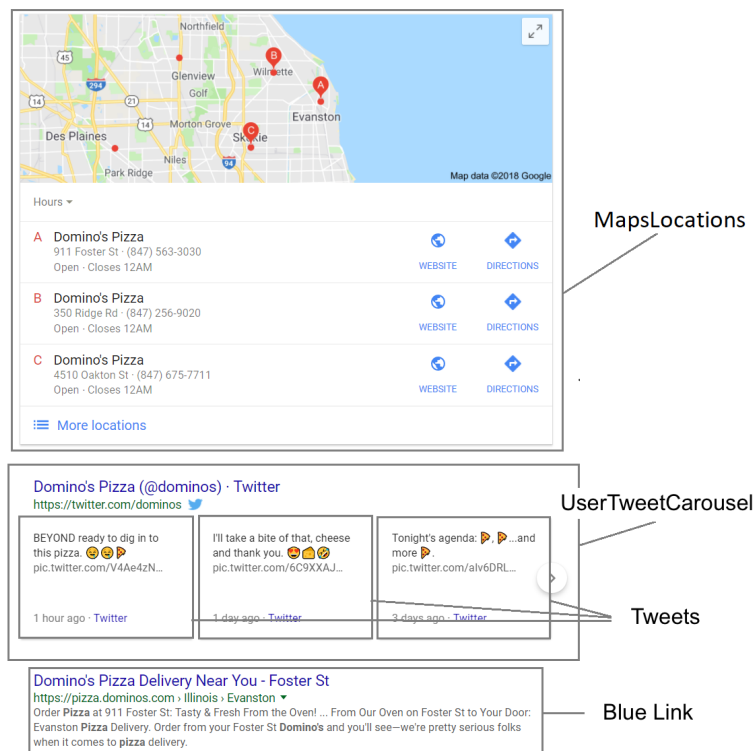 Northfield
45
B
Wilmette
294
Glenview
A
Golf
14
21
Evanston
14
Morton Grove
C
Skokie
Des Plaines
Niles
94
Park Ridge
Map data ©2018 Google
Hours
MapsLocations
A Domino's Pizza
911 Foster St · (847) 563-3030
Open · Closes 12AM
WEBSITE DIRECTIONS
B Domino's Pizza
350 Ridge Rd · (847) 256-9020
Open · Closes 12AM
WEBSITE DIRECTIONS
C Domino's Pizza
4510 Oakton St · (847) 675-7711
Open · Closes 12AM
WEBSITE DIRECTIONS
More locations
Domino's Pizza (@dominos) · Twitter
https://twitter.com/dominos
UserTweetCarousel
BEYOND ready to dig in to
this pizza. 😂😂🍕
pic.twitter.com/V4Ae4zN...
1 hour ago · Twitter
I'll take a bite of that, cheese
and thank you. 😍🧀🤣
pic.twitter.com/6C9XXAJ...
1 day ago · Twitter
Tonight's agenda: 🍕, 🍕...and
more 🍕.
pic.twitter.com/aIv6DRL...
3 days ago · Twitter
Tweets
Domino's Pizza Delivery Near You - Foster St
https://pizza.dominos.com › Illinois › Evanston
Order Pizza at 911 Foster St: Tasty & Fresh From the Oven! ... From Our Oven on Foster St to Your Door:
Evanston Pizza Delivery. Order from your Foster St Domino's and you'll see—we're pretty serious folks
when it comes to pizza delivery.
Blue Link